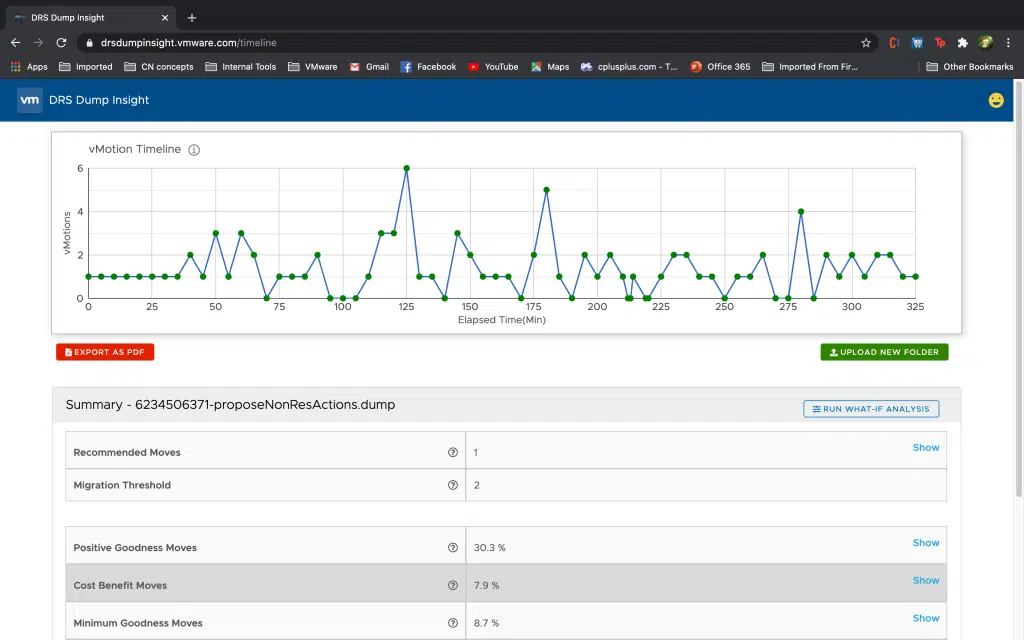 DRS Dump Insight
drsdumpinsight.vmware.com/timeline
Apps Imported CN concepts Internal Tools VMware Gmail Facebook YouTube Maps cplusplus.com - T... Office 365 Imported From Fir... Other Bookmarks
vm DRS Dump Insight
vMotion Timeline
6
4
2
0
vMotions
0 25 50 75 100 125 150 175 200 225 250 275 300 325
Elapsed Time(Min)
EXPORT AS PDF
UPLOAD NEW FOLDER
Summary - 6234506371-proposeNonResActions.dump
RUN WHAT-IF ANALYSIS
Recommended Moves ? 1 Show
Migration Threshold ? 2
Positive Goodness Moves ? 30.3 % Show
Cost Benefit Moves ? 7.9 % Show
Minimum Goodness Moves ? 8.7 % Show